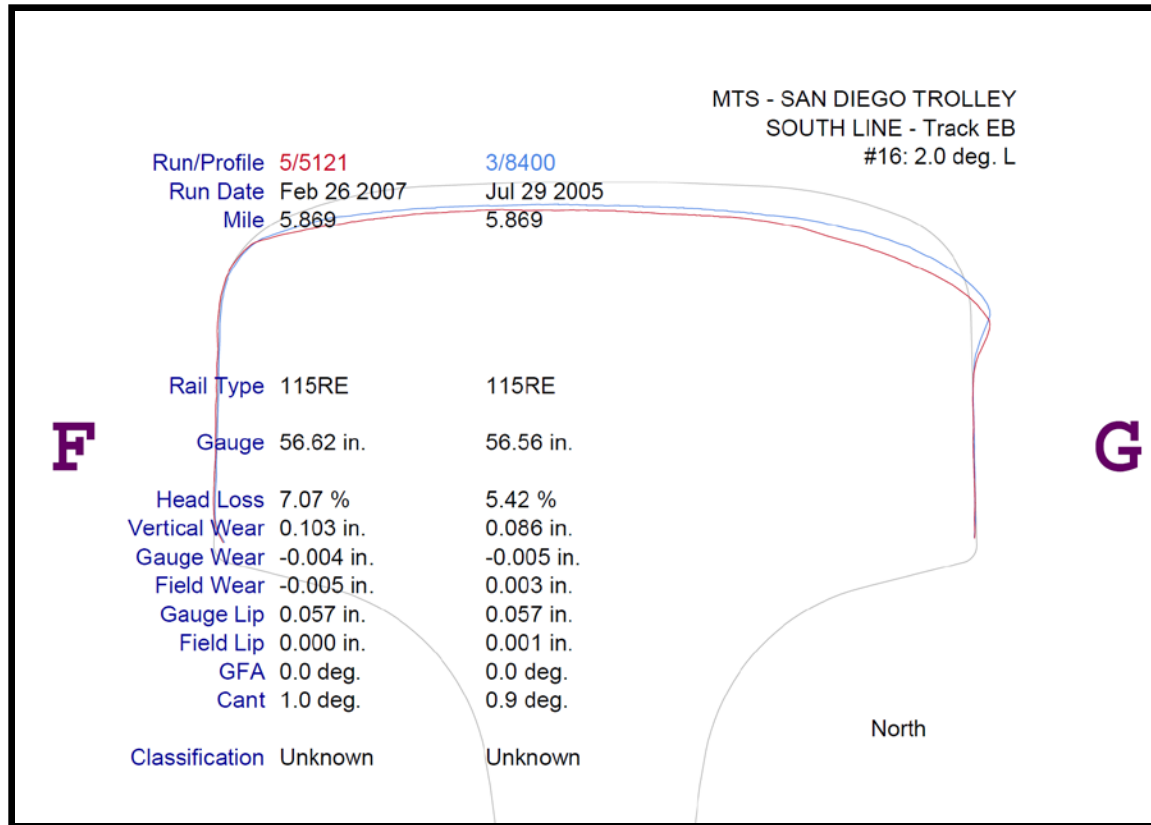 MTS - SAN DIEGO TROLLEY
SOUTH LINE - Track EB
#16: 2.0 deg. L
Run/Profile 5/5121 3/8400
Run Date Feb 26 2007 Jul 29 2005
Mile 5.869 5.869
Rail Type 115RE 115RE
F
G
Gauge 56.62 in. 56.56 in.
Head Loss 7.07 % 5.42 %
Vertical Wear 0.103 in. 0.086 in.
Gauge Wear -0.004 in. -0.005 in.
Field Wear -0.005 in. 0.003 in.
Gauge Lip 0.057 in. 0.057 in.
Field Lip 0.000 in. 0.001 in.
GFA 0.0 deg. 0.0 deg.
Cant 1.0 deg. 0.9 deg.
North
Classification Unknown Unknown